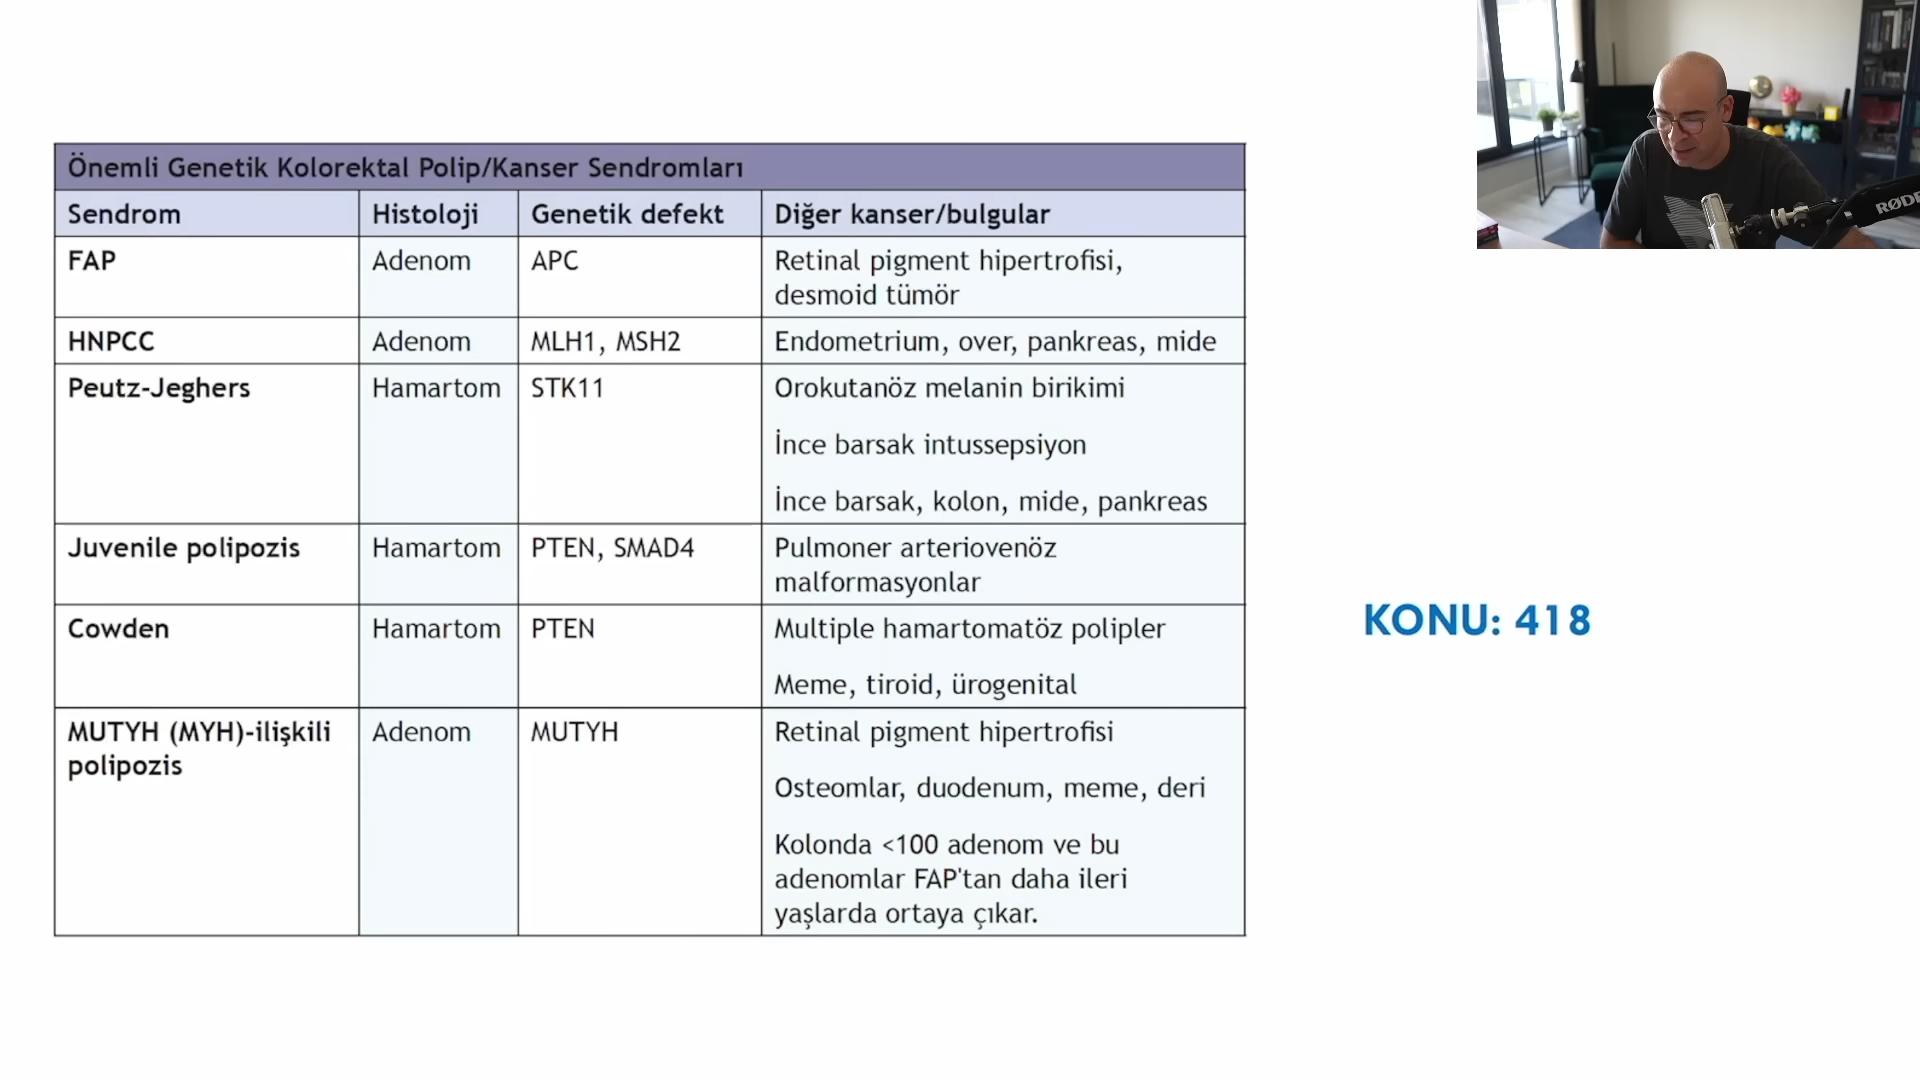 Önemli Genetik Kolorektal Polip/Kanser Sendromları
Sendrom Histoloji Genetik defekt Diğer kanser/bulgular
FAP Adenom APC Retinal pigment hipertrofisi,
desmoid tümör
HNPCC Adenom MLH1, MSH2 Endometrium, over, pankreas, mide
Peutz-Jeghers Hamartom STK11 Orokutanöz melanin birikimi
İnce barsak intussepsiyon
İnce barsak, kolon, mide, pankreas
Juvenile polipozis Hamartom PTEN, SMAD4 Pulmoner arteriovenöz
malformasyonlar
Cowden Hamartom PTEN Multiple hamartomatöz polipler
Meme, tiroid, ürogenital
MUTYH (MYH)-ilişkili Adenom MUTYH Retinal pigment hipertrofisi
polipozis
Osteomlar, duodenum, meme, deri
Kolonda <100 adenom ve bu
adenomlar FAP'tan daha ileri
yaşlarda ortaya çıkar.
KONU: 418